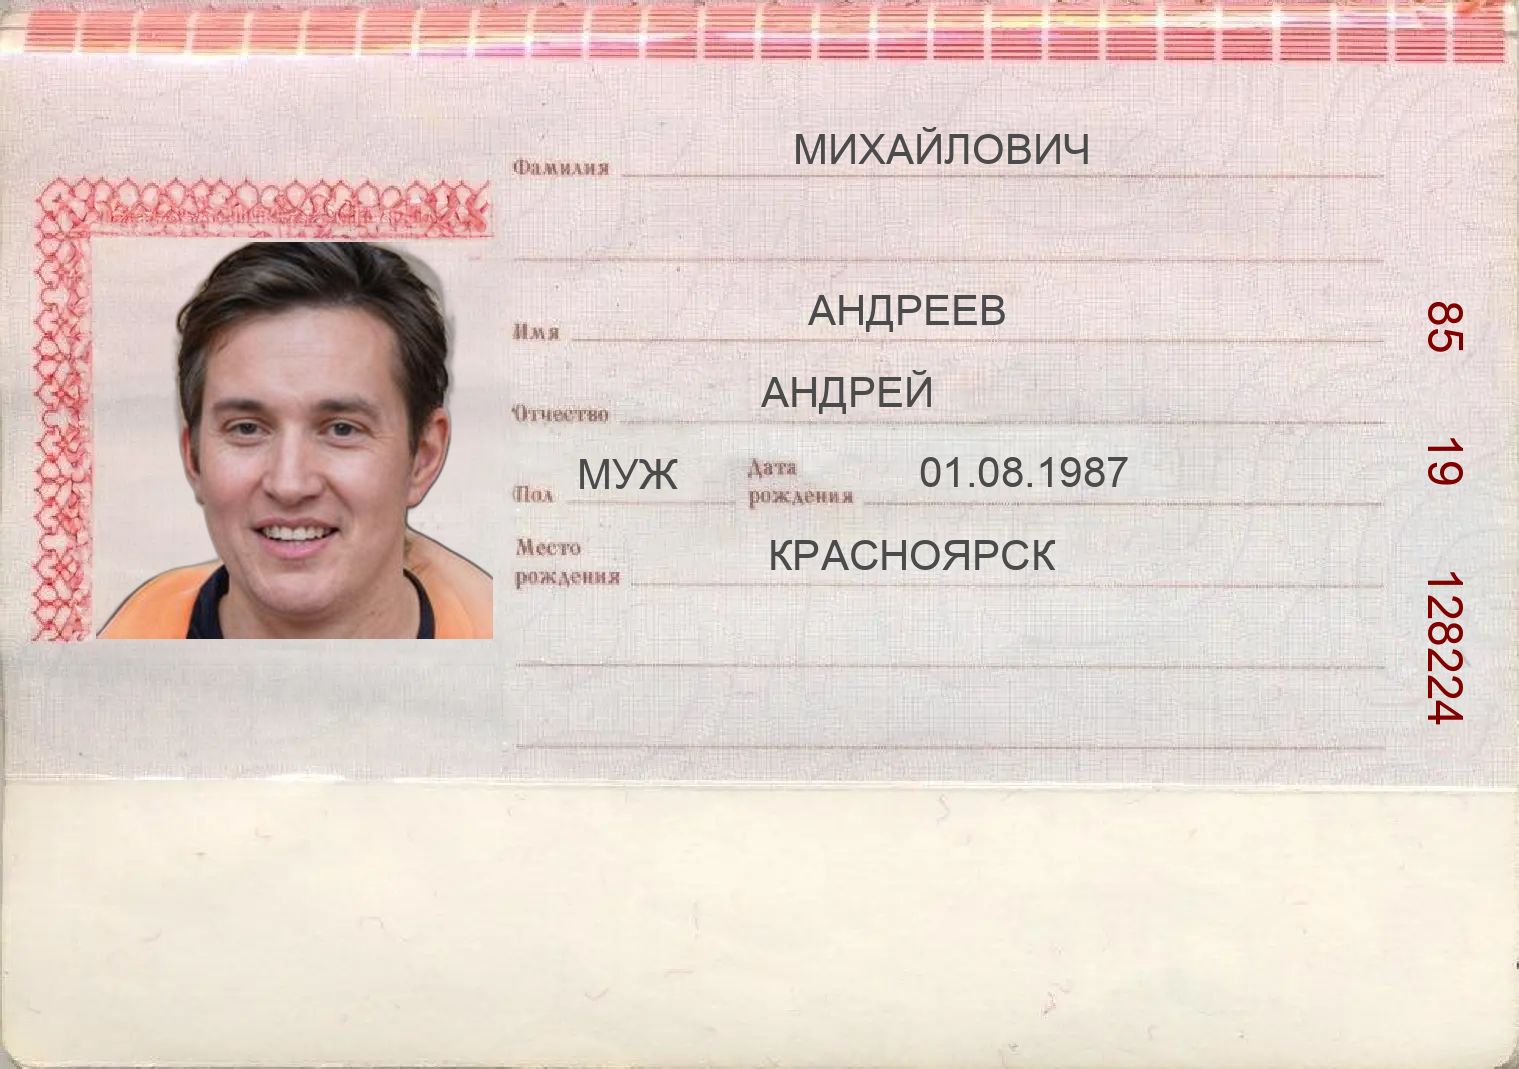 Фамилия МИХАЙЛОВИЧ
Имя АНДРЕЕВ
Отчество АНДРЕЙ
Пол МУЖ Дата рождения 01.08.1987
Место рождения КРАСНОЯРСК
85 19 128224